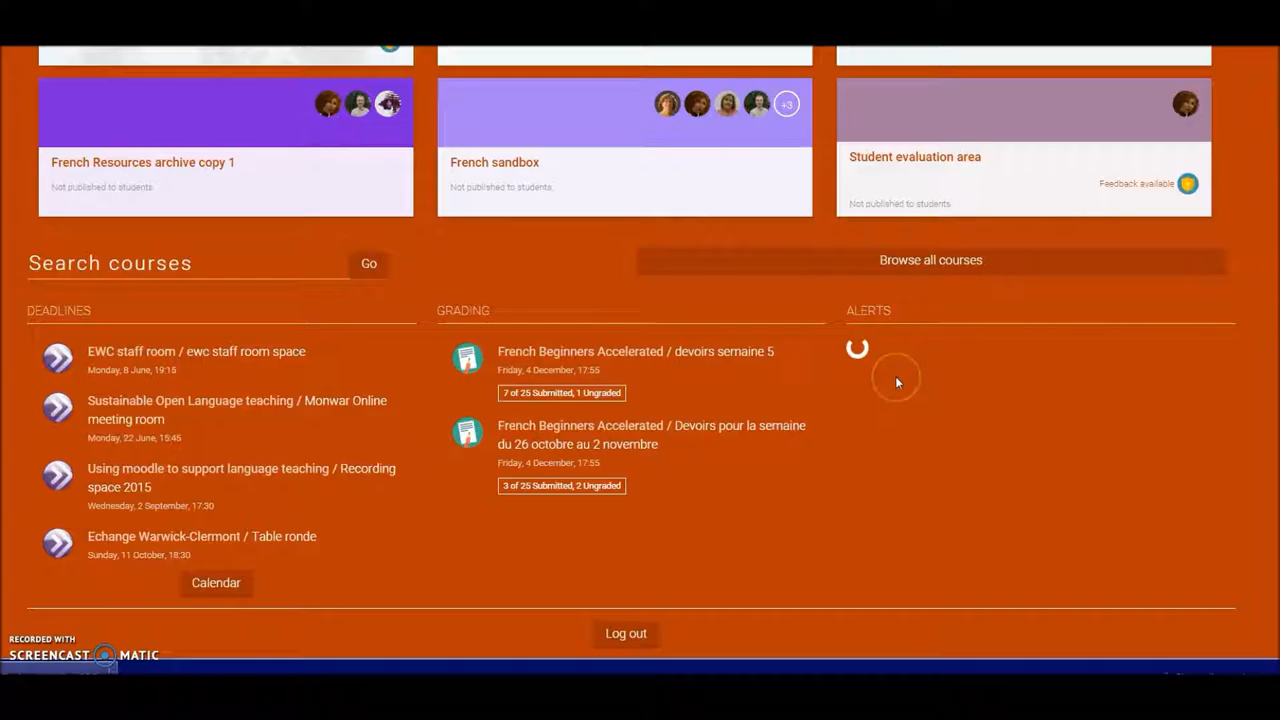 +3
French Resources archive copy 1
Not published to students.
French sandbox
Not published to students.
Student evaluation area
Feedback available
Not published to students.
Search courses
Go
Browse all courses
DEADLINES
EWC staff room / ewc staff room space
Monday, 8 June, 19:15
Sustainable Open Language teaching / Monwar Online
meeting room
Monday, 22 June, 15:45
Using moodle to support language teaching / Recording
space 2015
Wednesday, 2 September, 17:30
Echange Warwick-Clermont / Table ronde
Sunday, 11 October, 18:30
Calendar
GRADING
French Beginners Accelerated / devoirs semaine 5
Friday, 4 December, 17:55
7 of 25 Submitted, 1 Ungraded
French Beginners Accelerated / Devoirs pour la semaine
du 26 octobre au 2 novembre
Friday, 4 December, 17:55
3 of 25 Submitted, 2 Ungraded
ALERTS
Log out
RECORDED WITH
SCREENCAST MATIC